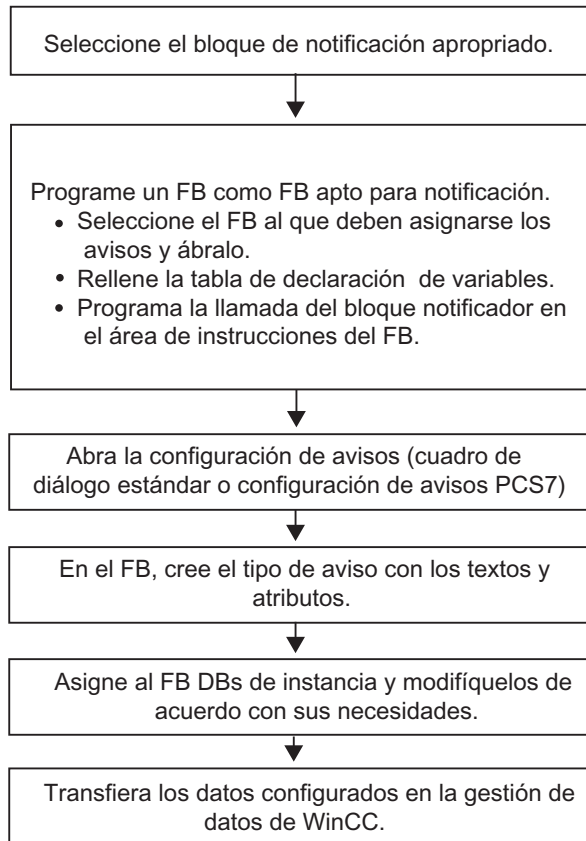 Seleccione el bloque de notificación apropiado.
Programe un FB como FB apto para notificación.
• Seleccione el FB al que deben asignarse los
avisos y ábralo.
• Rellene la tabla de declaración de variables.
• Programa la llamada del bloque notificador en
el área de instrucciones del FB.
Abra la configuración de avisos (cuadro de
diálogo estándar o configuración de avisos PCS7)
En el FB, cree el tipo de aviso con los textos y
atributos.
Asigne al FB DBs de instancia y modifíquelos de
acuerdo con sus necesidades.
Transfiera los datos configurados en la gestión de
datos de WinCC.